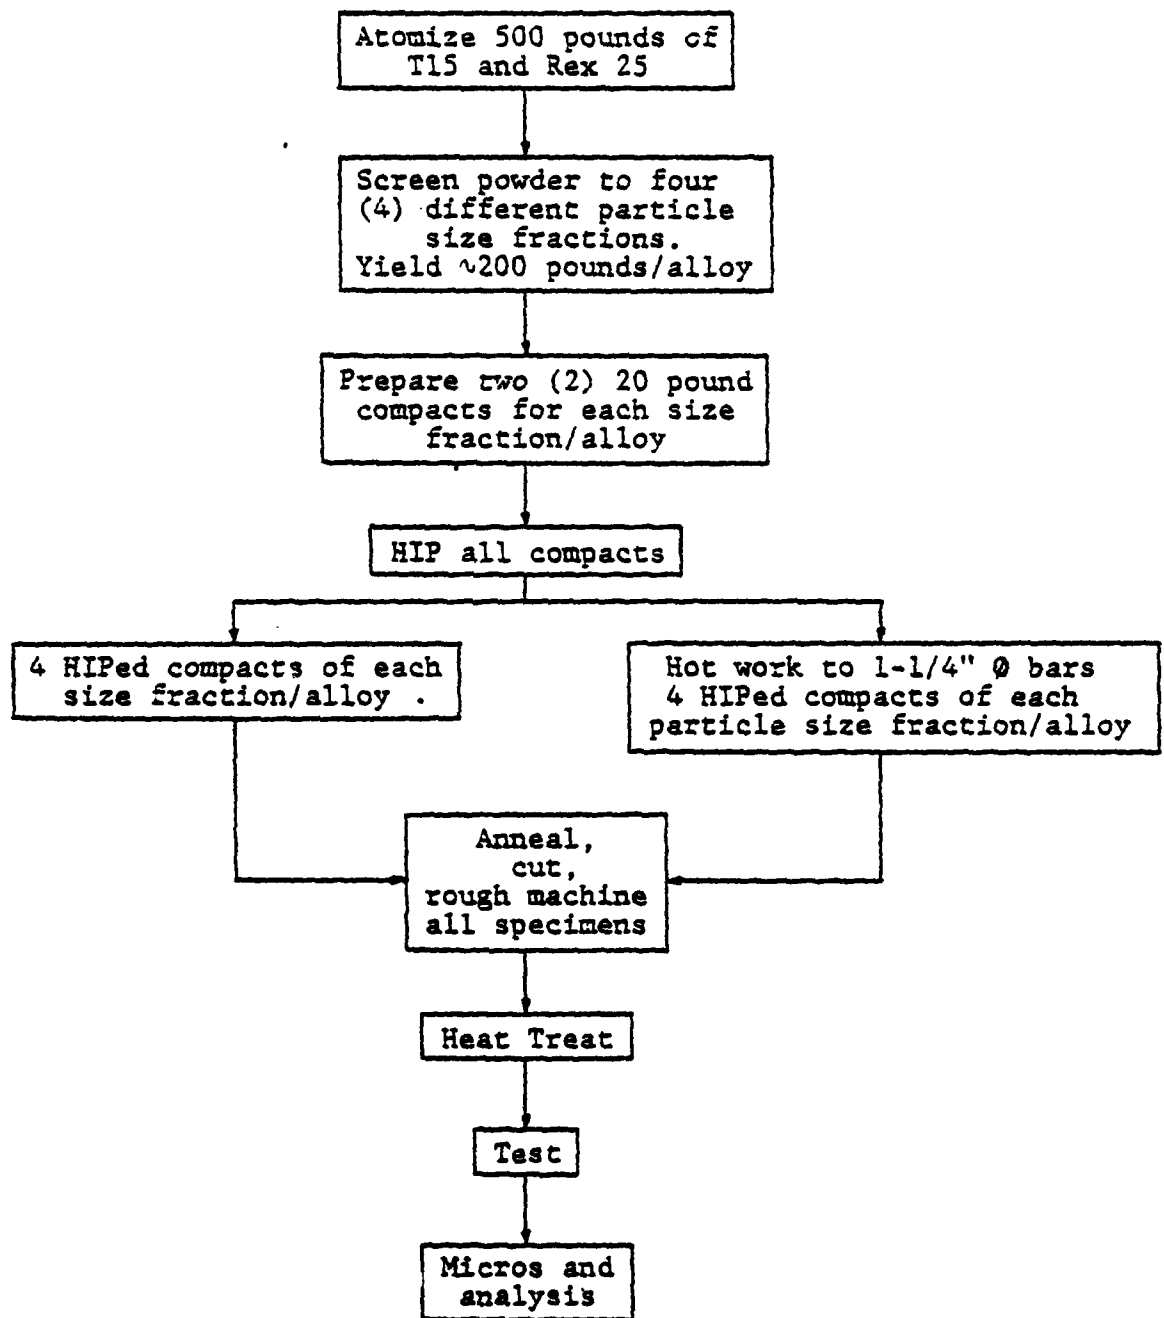 Atomize 500 pounds of
T15 and Rex 25
Screen powder to four
(4) different particle
size fractions.
Yield ~200 pounds/alloy
Prepare two (2) 20 pound
compacts for each size
fraction/alloy
HIP all compacts
4 HIPed compacts of each
size fraction/alloy .
Hot work to 1-1/4" Ø bars
4 HIPed compacts of each
particle size fraction/alloy
Anneal,
cut,
rough machine
all specimens
Heat Treat
Test
Micros and
analysis